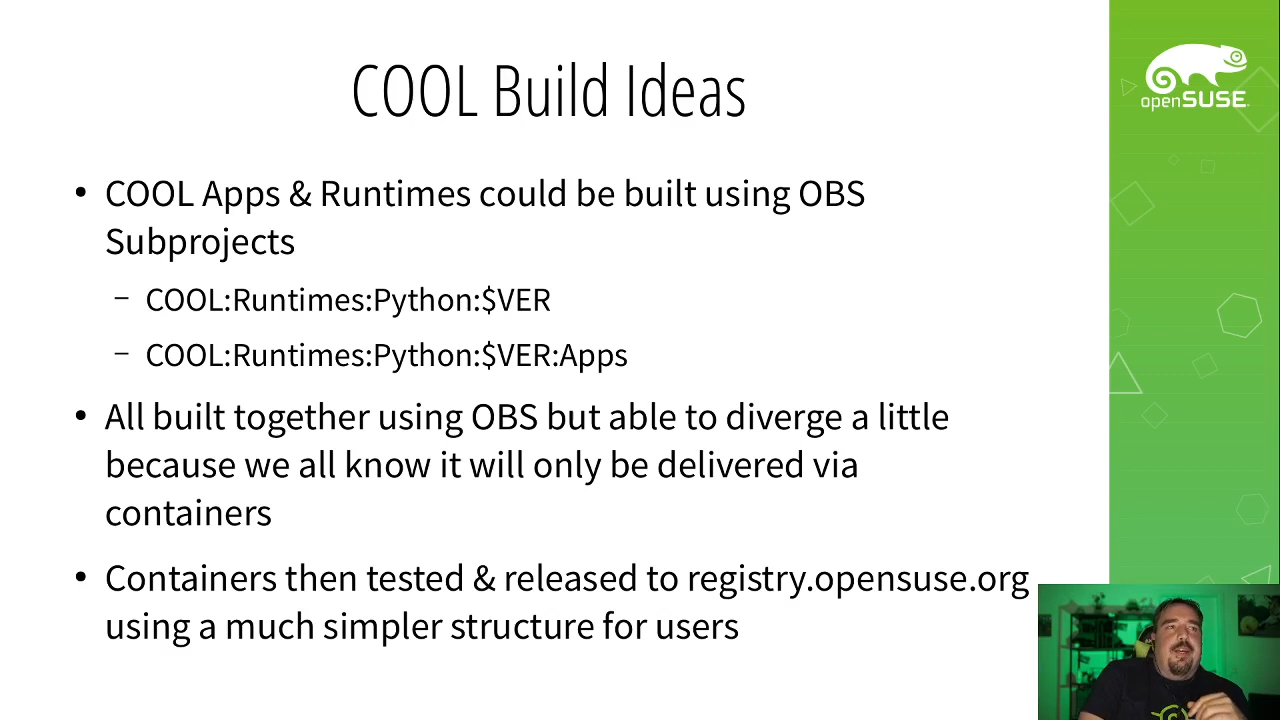 COOL Build Ideas
openSUSE
• COOL Apps & Runtimes could be built using OBS
Subprojects
– COOL:Runtimes:Python:$VER
– COOL:Runtimes:Python:$VER:Apps
• All built together using OBS but able to diverge a little
because we all know it will only be delivered via
containers
• Containers then tested & released to registry.opensuse.org
using a much simpler structure for users